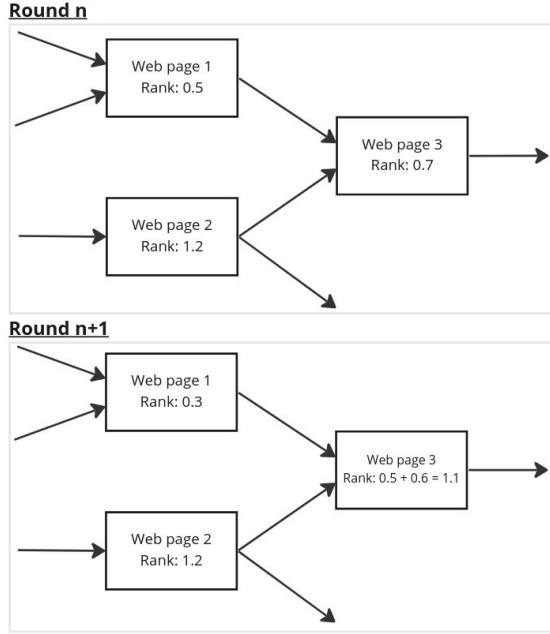 Round n
Web page 1
Rank: 0.5
Web page 3
Rank: 0.7
Web page 2
Rank: 1.2
Round n+1
Web page 1
Rank: 0.3
Web page 3
Rank: 0.5 + 0.6 = 1.1
Web page 2
Rank: 1.2